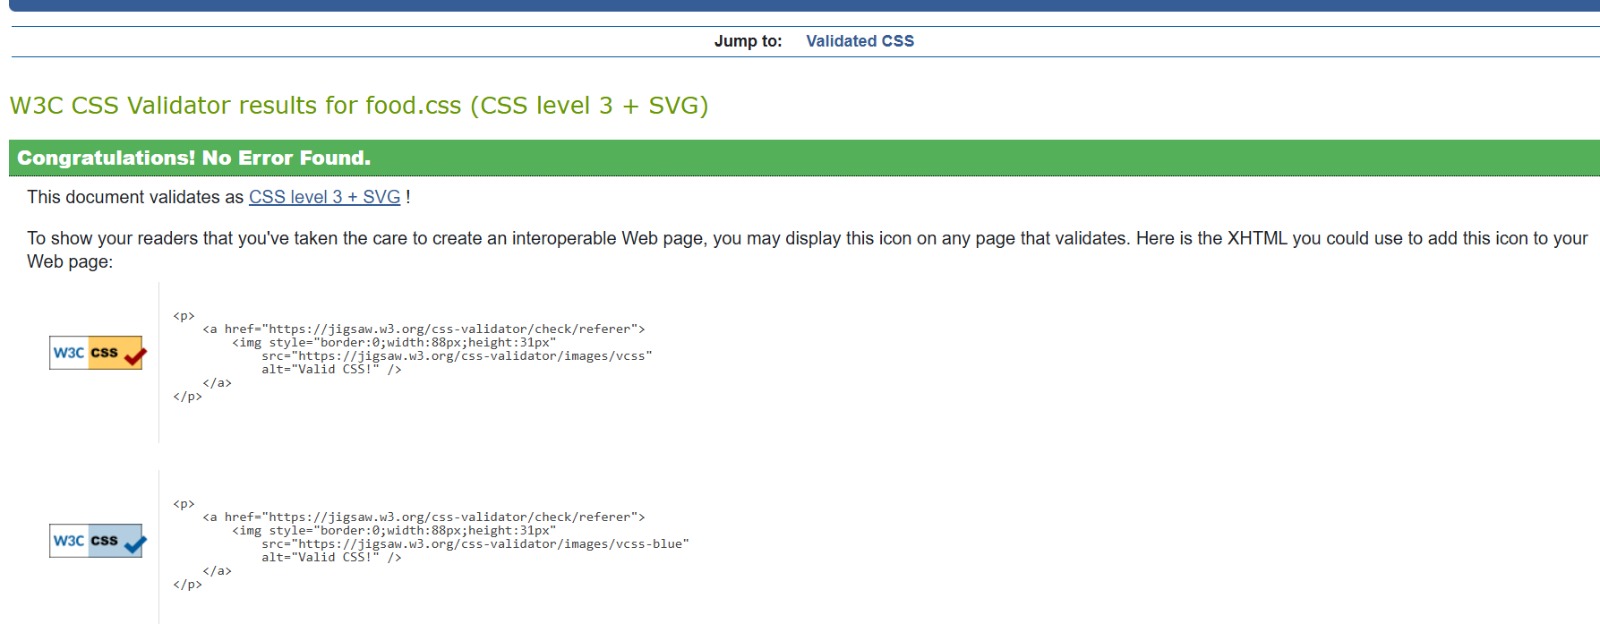 Jump to: Validated CSS
W3C CSS Validator results for food.css (CSS level 3 + SVG)
Congratulations! No Error Found.
This document validates as CSS level 3 + SVG !
To show your readers that you've taken the care to create an interoperable Web page, you may display this icon on any page that validates. Here is the XHTML you could use to add this icon to your
Web page:
W3C css
<p>
<a href="https://jigsaw.w3.org/css-validator/check/referer">
<img style="border:0;width:88px;height:31px"
src="https://jigsaw.w3.org/css-validator/images/vcss"
alt="Valid CSS!" />
</a>
</p>
W3C css
<p>
<a href="https://jigsaw.w3.org/css-validator/check/referer">
<img style="border:0;width:88px;height:31px"
src="https://jigsaw.w3.org/css-validator/images/vcss-blue"
alt="Valid CSS!" />
</a>
</p>